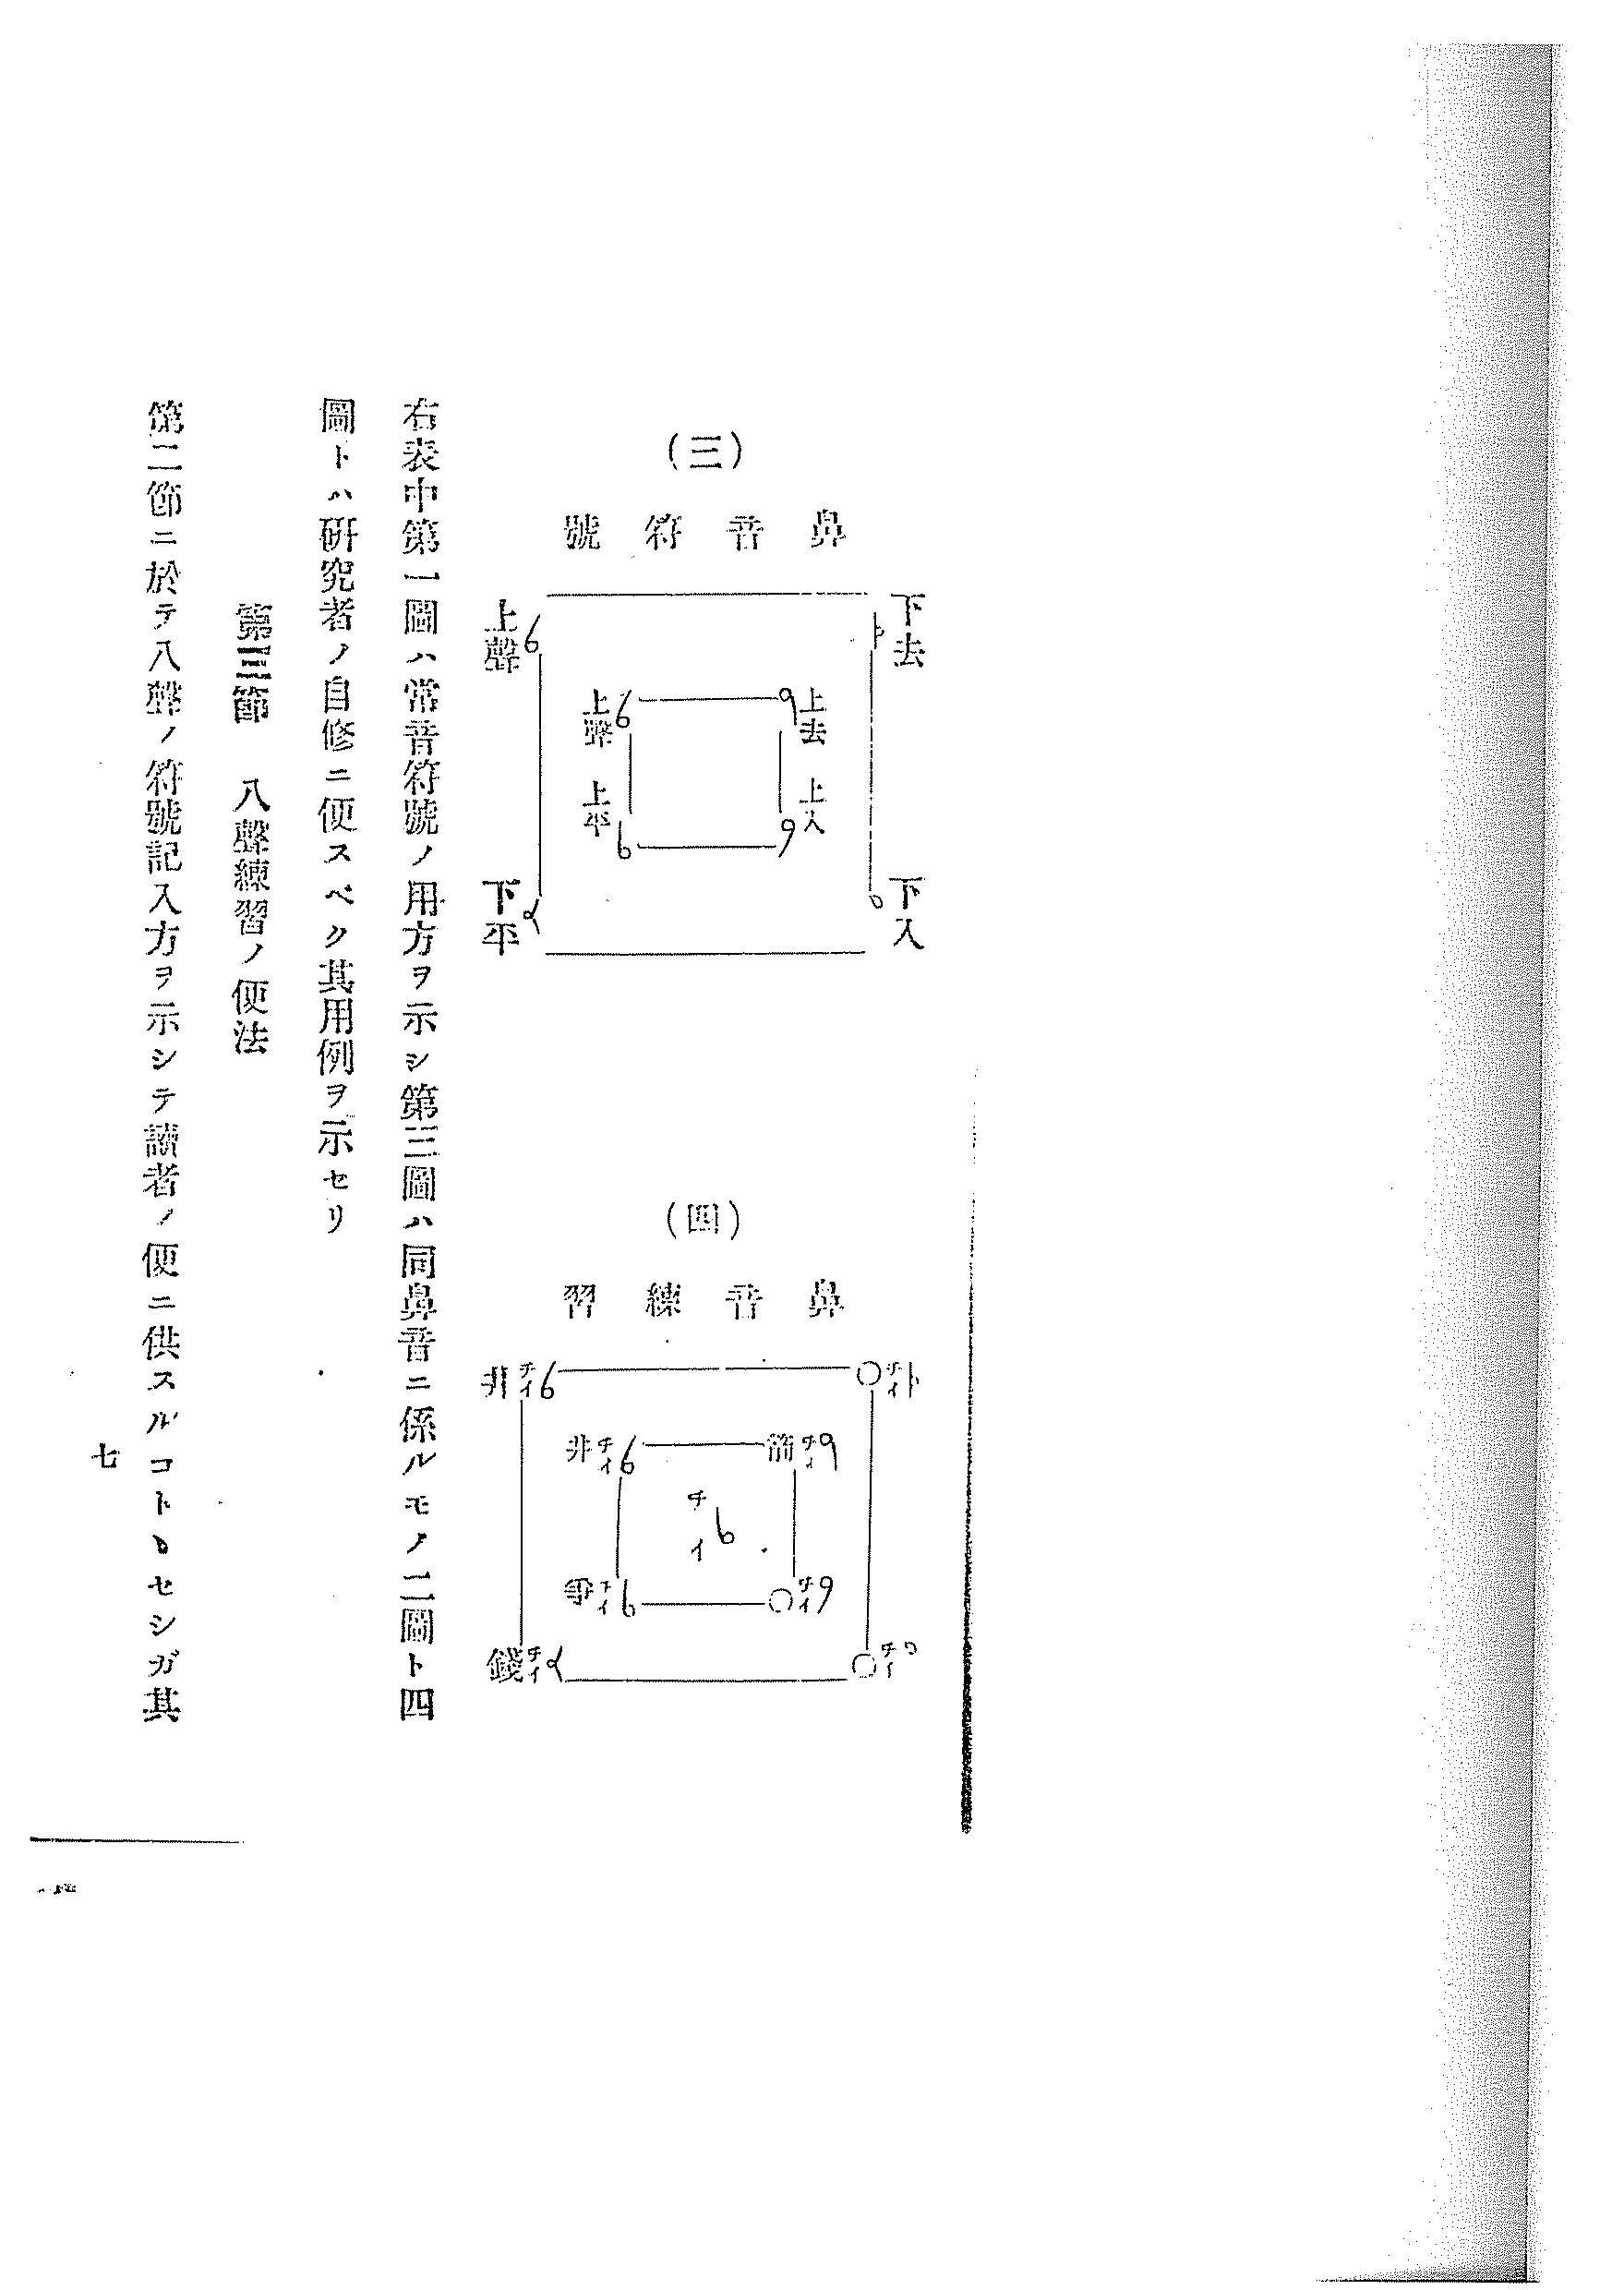 (三)
鼻音符號
下去
上聲
上去
上聲
上入
上平
下入
下平
(四)
鼻音練習
チイ
非チイ
チイ
非チイ
チイ
チイ
チイ
錢チイ
チイ
右表中第一圖ハ常音符號ノ用方ヲ示シ第三圖ハ同鼻音ニ係ルモノ二圖ト四
圖トハ研究者ノ自修ニ便スベク其用例ヲ示セリ
第三節　八聲練習ノ便法
第二節ニ於テ八聲ノ符號記入方ヲ示シテ讀者ノ便ニ供スルコトヽセシガ其
七